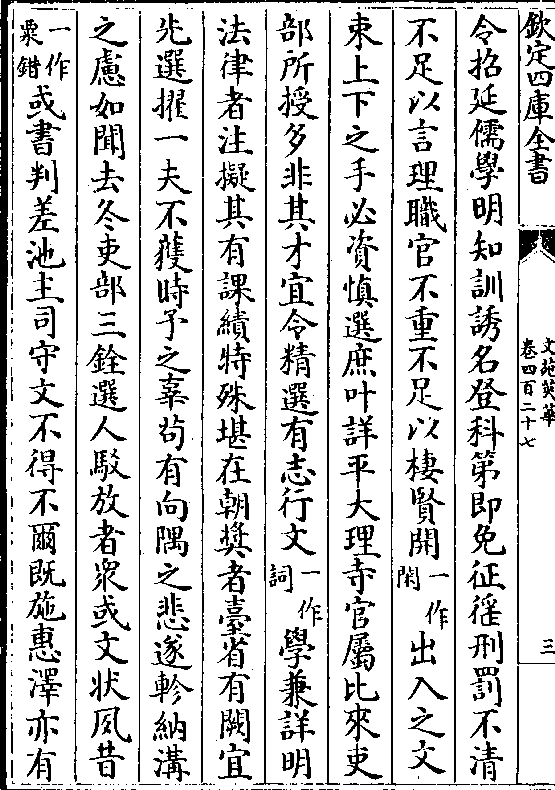 欽定四庫全書
文苑英華
卷四百二十七
三
令招延儒學明知訓誘名登科第即免征徭刑罰不清
不足以言理職官不重不足以棲賢開一作閑出入之文
束上下之手必資慎選庶叶詳平大理寺官屬比來吏
部所授多非其才宜令精選有志行文一作詞學兼詳明
法律者注擬其有課績特殊堪在朝奬者臺省有闕宜
先選擢一夫不獲時予之辜茍有向隅之悲遂軫納溝
之慮如聞去冬吏部三銓選人駁放者衆或文狀夙昔
一作粟錯或書判差池主司守文不得不爾既施惠澤亦有